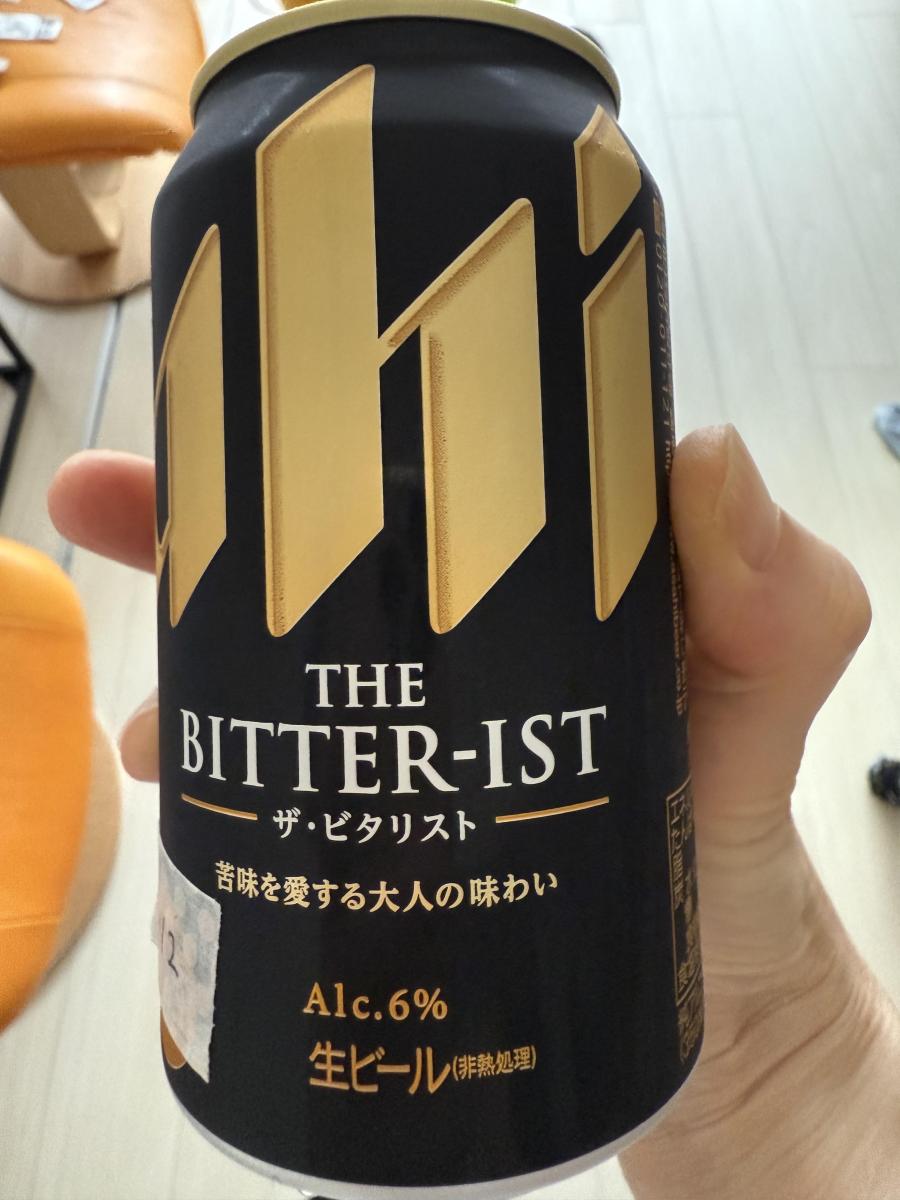 ahi
THE
BITTER-IST
ザ・ビタリスト
苦味を愛する大人の味わい
Alc.6%
生ビール(非熱処理)